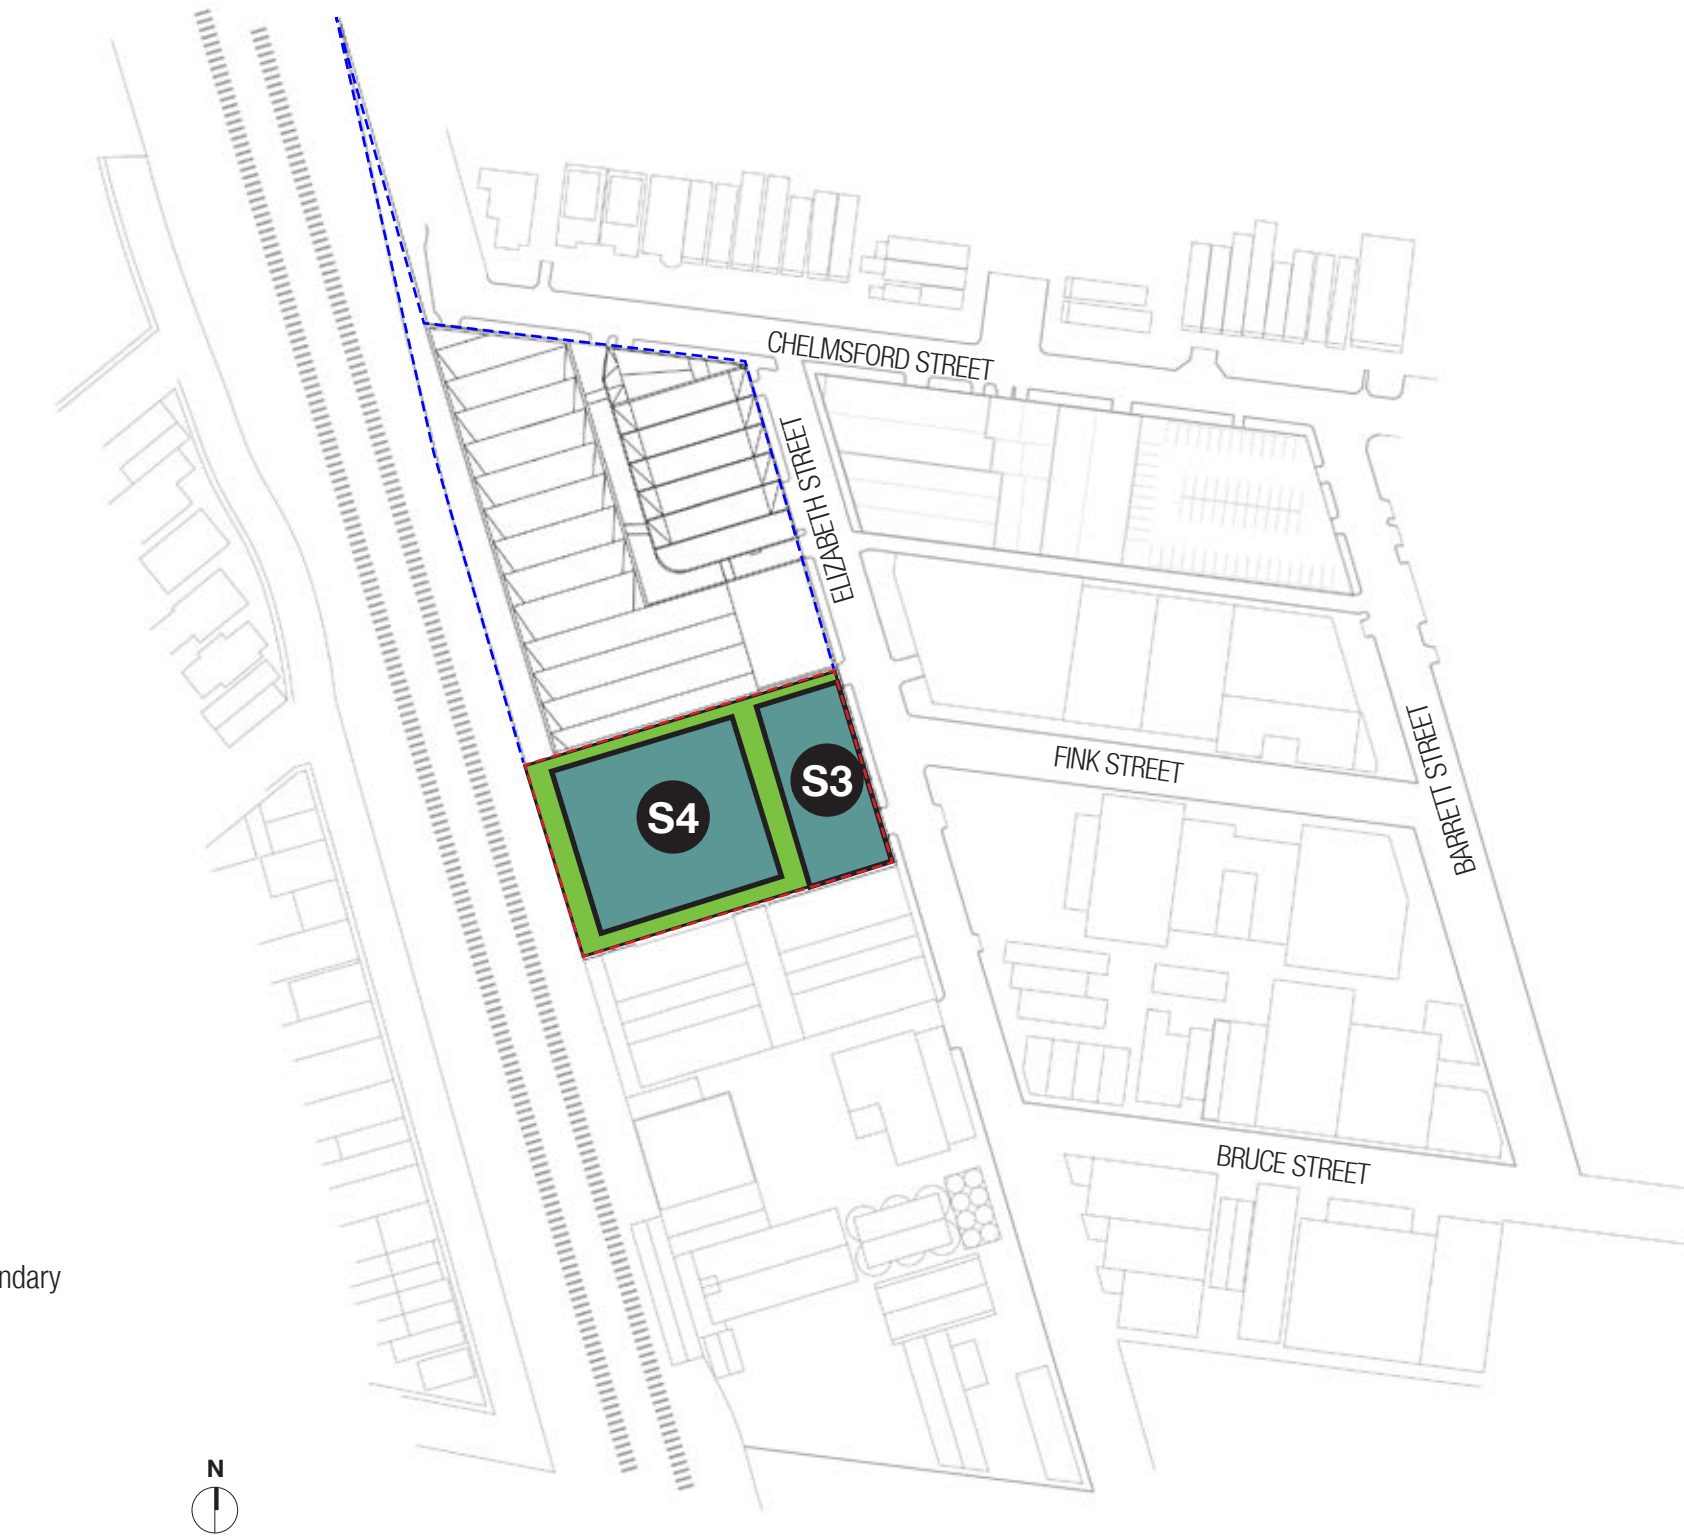 CHELMSFORD STREET
ELIZABETH STREET
BARRETT STREET
FINK STREET
S3
S4
BRUCE STREET
ndary
N